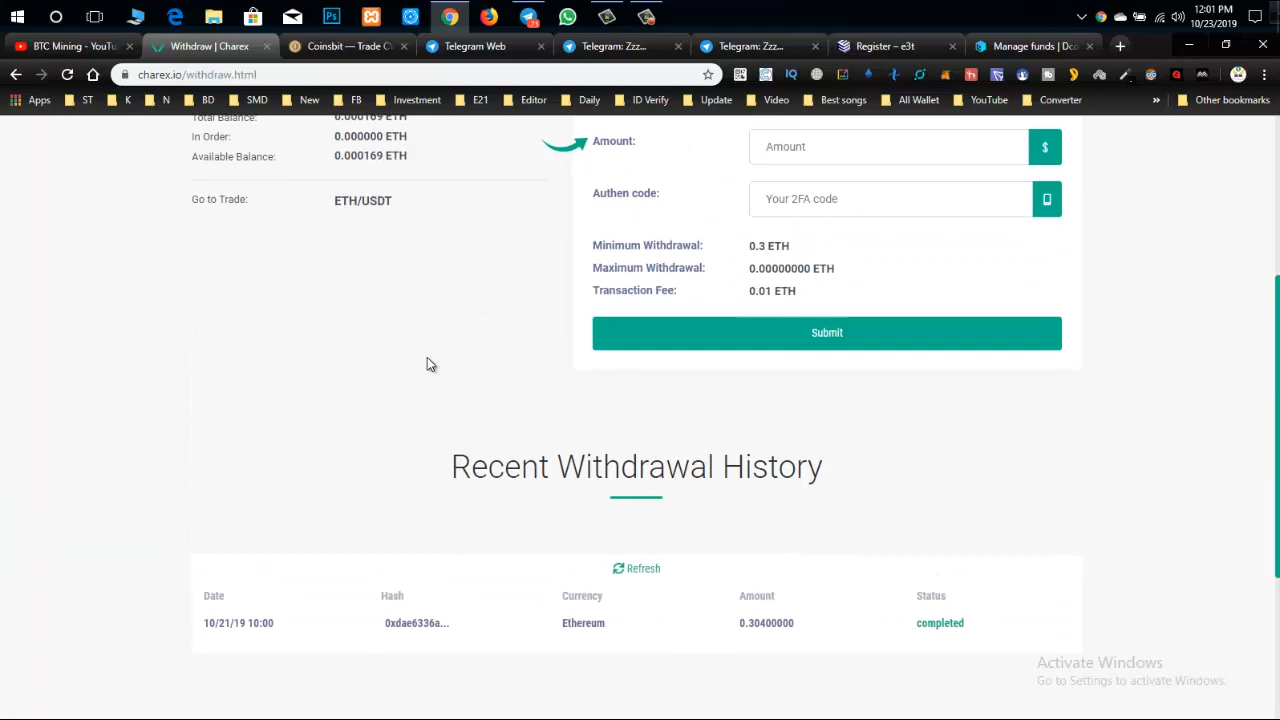 12:01 PM
10/23/2019
BTC Mining - YouTu
Withdraw | Charex
Coinsbit — Trade C
Telegram Web
Telegram: Zzz...
Telegram: Zzz...
Register – e3t
Manage funds | Dco
charex.io/withdraw.html
Apps ST K N BD SMD New FB Investment E21 Editor Daily ID Verify Update Video Best songs All Wallet YouTube Converter » Other bookmarks
Total Balance: 0.000169 ETH
In Order: 0.000000 ETH
Available Balance: 0.000169 ETH
Go to Trade: ETH/USDT
Amount: Amount $
Authen code: Your 2FA code
Minimum Withdrawal: 0.3 ETH
Maximum Withdrawal: 0.00000000 ETH
Transaction Fee: 0.01 ETH
Submit
Recent Withdrawal History
Refresh
Date Hash Currency Amount Status
10/21/19 10:00 0xdae6336a... Ethereum 0.30400000 completed
Activate Windows
Go to Settings to activate Windows.